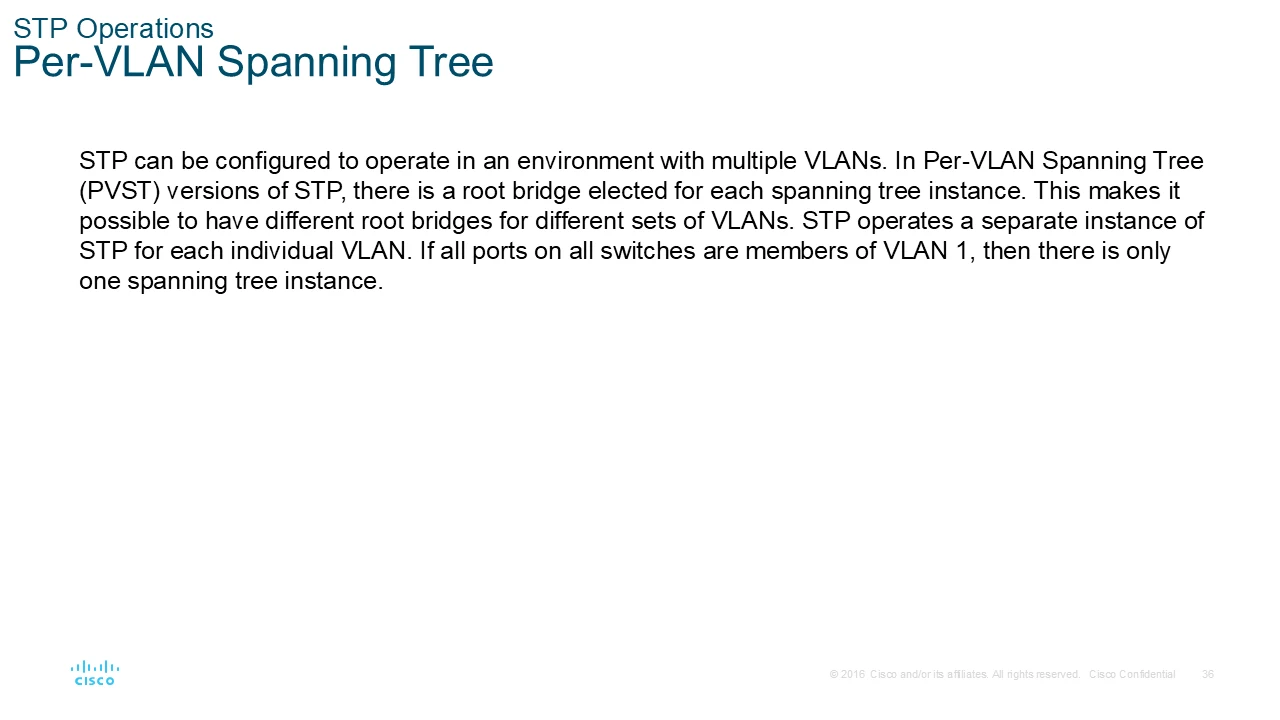 STP Operations
Per-VLAN Spanning Tree
STP can be configured to operate in an environment with multiple VLANs. In Per-VLAN Spanning Tree
(PVST) versions of STP, there is a root bridge elected for each spanning tree instance. This makes it
possible to have different root bridges for different sets of VLANs. STP operates a separate instance of
STP for each individual VLAN. If all ports on all switches are members of VLAN 1, then there is only
one spanning tree instance.
CISCO
© 2016 Cisco and/or its affiliates. All rights reserved. Cisco Confidential 36